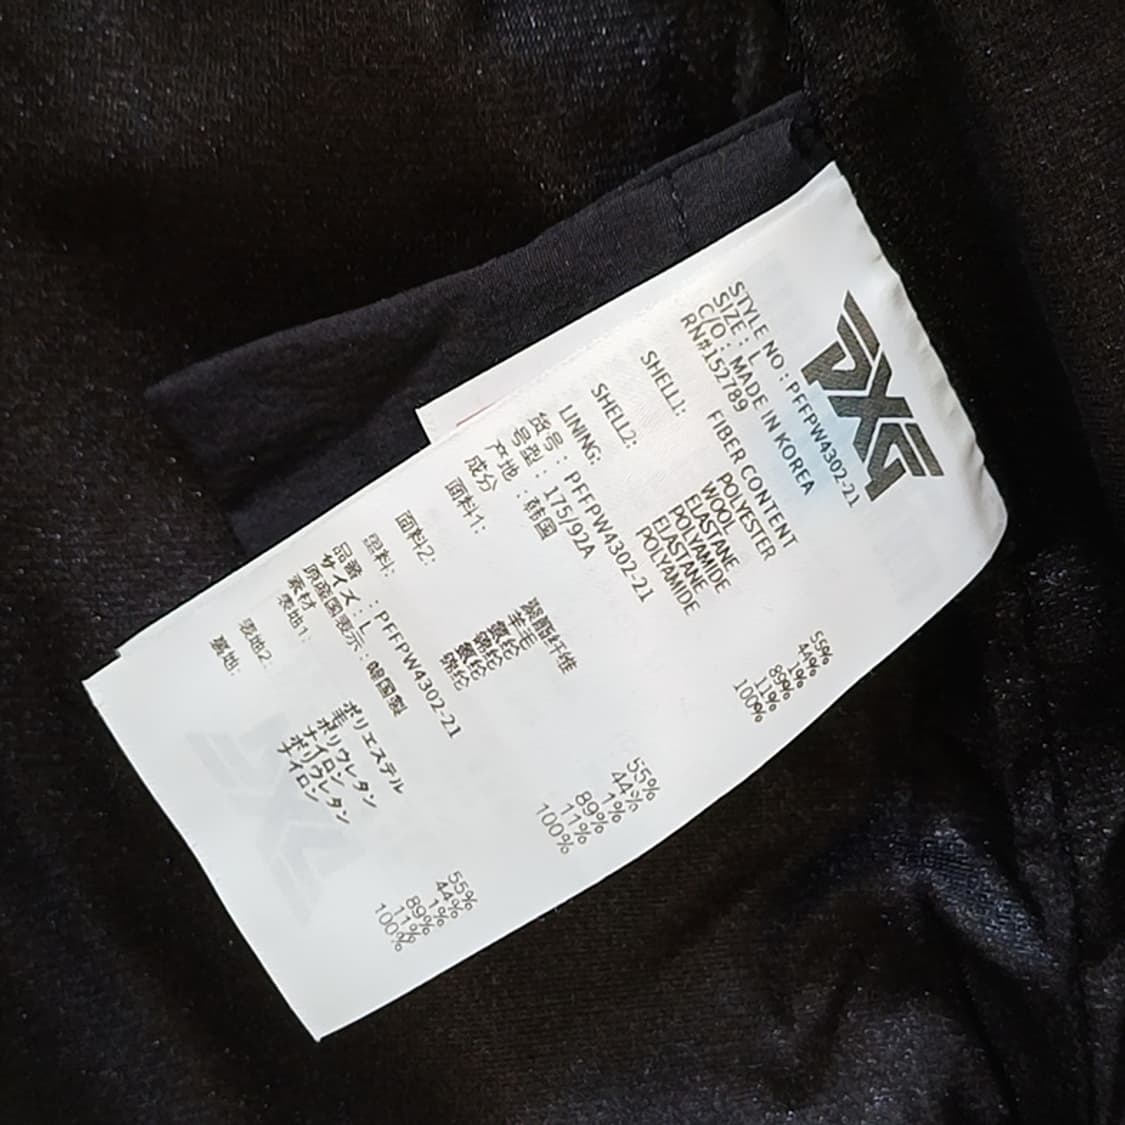 PXG
STYLE NO : PFFPW4302-21
SIZE : L
C/O : MADE IN KOREA
RN#152789
FIBER CONTENT
SHELL1: POLYESTER 55%
WOOL 44%
ELASTANE 1%
SHELL2: POLYAMIDE 89%
ELASTANE 11%
LINING: POLYAMIDE 100%
货号 : PFFPW4302-21
号型 : 175/92A
产地 : 韩国
成分
面料1: 聚酯纤维 55%
羊毛 44%
氨纶 1%
面料2: 锦纶 89%
氨纶 11%
里料: 锦纶 100%
品番 : PFFPW4302-21
サイズ : L
原産国表示 : 韓国製
素材
表地1: ポリエステル 55%
毛 44%
ポリウレタン 1%
表地2: ナイロン 89%
ポリウレタン 11%
裏地: ナイロン 100%